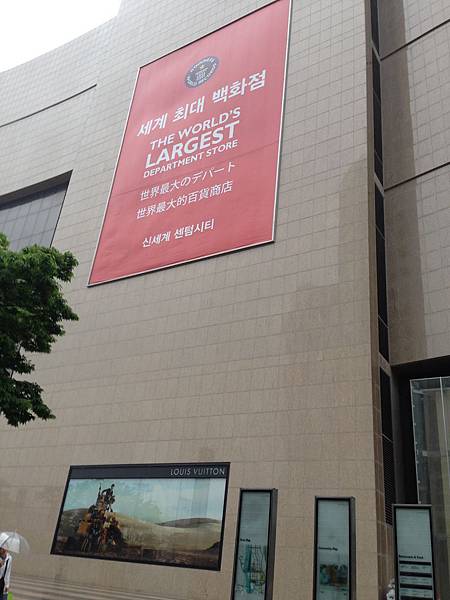 GUINNESS
세계 최대 백화점
THE WORLD'S
LARGEST
DEPARTMENT STORE
世界最大のデパート
世界最大的百貨商店
신세계 센텀시티
LOUIS VUITTON